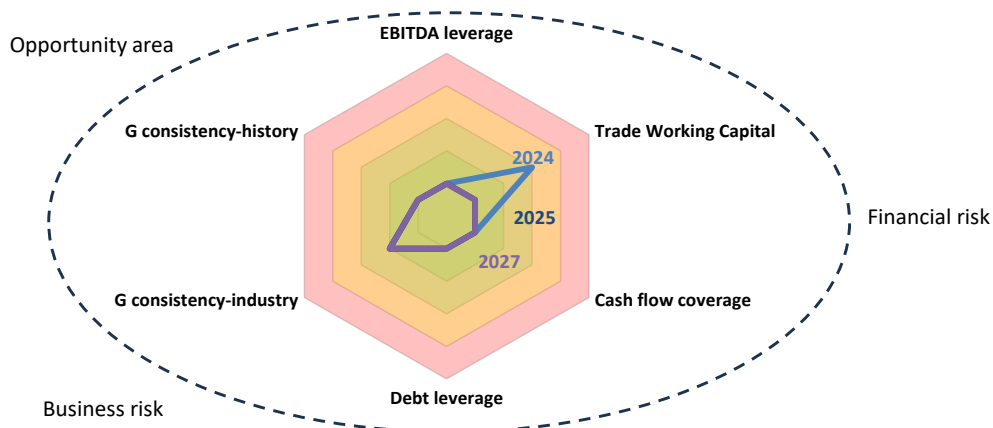 EBITDA leverage
Opportunity area
G consistency-history
Trade Working Capital
2024
2025
Financial risk
2027
G consistency-industry
Cash flow coverage
Debt leverage
Business risk